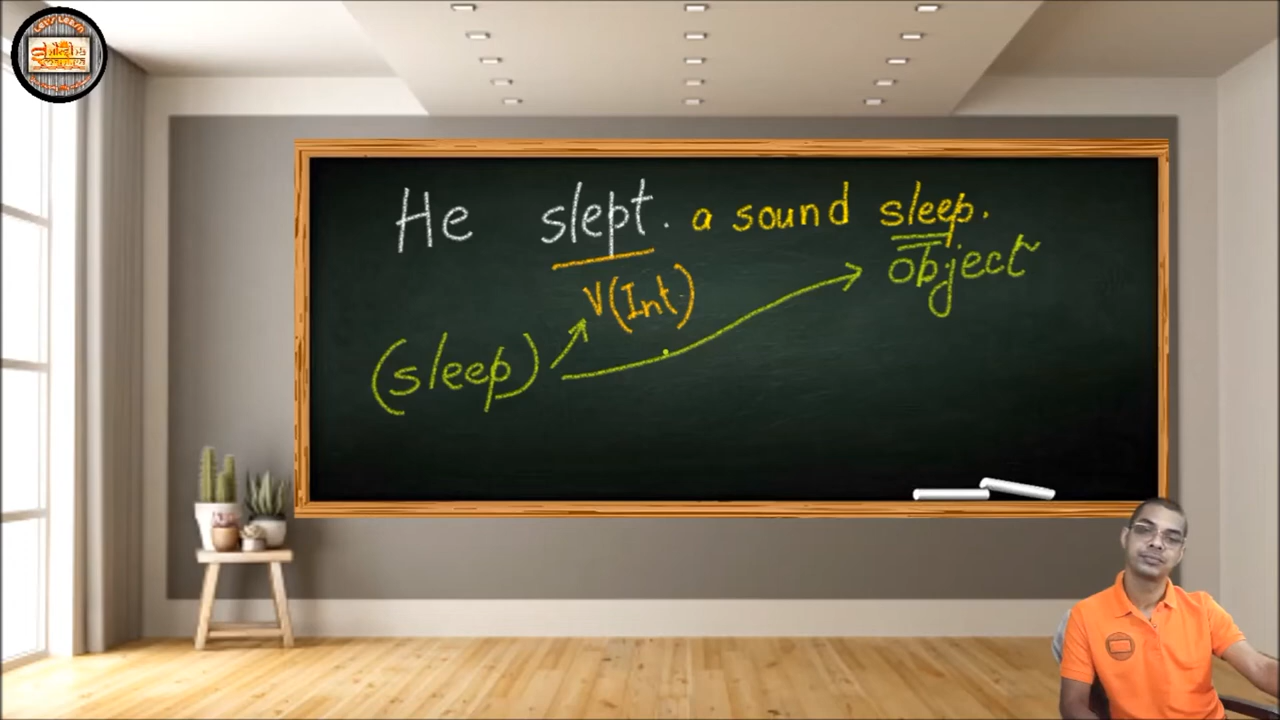 He slept. a sound sleep.
object
V(Int)
(sleep)